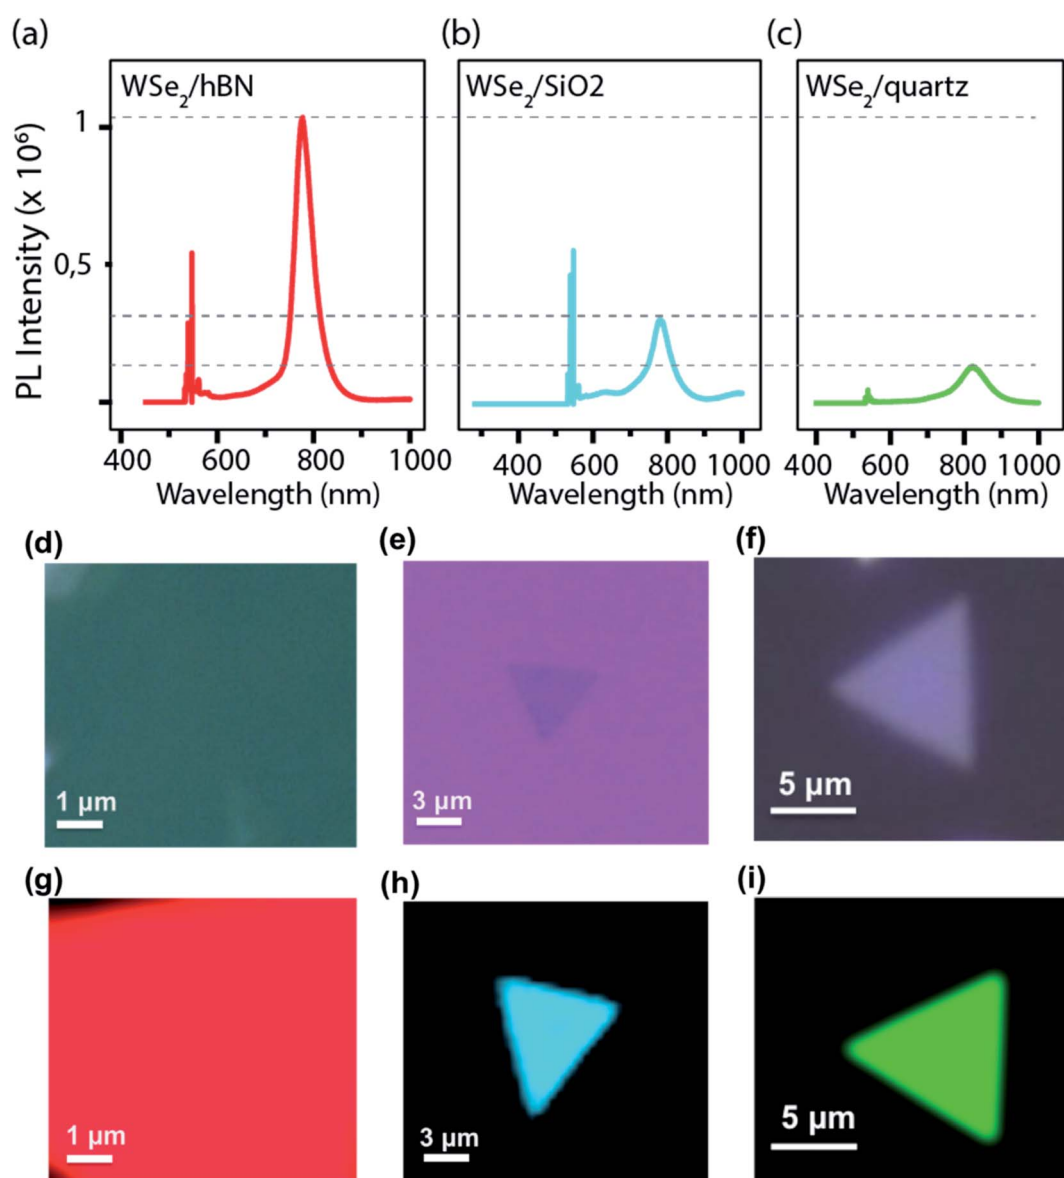 (a)
(b)
(c)
WSe₂/hBN
WSe₂/SiO2
WSe₂/quartz
PL Intensity (x 10⁶)
1
0,5
400 600 800 1000
400 600 800 1000
400 600 800 1000
Wavelength (nm)
Wavelength (nm)
Wavelength (nm)
(d)
(e)
(f)
1 μm
3 μm
5 μm
(g)
(h)
(i)
1 μm
3 μm
5 μm